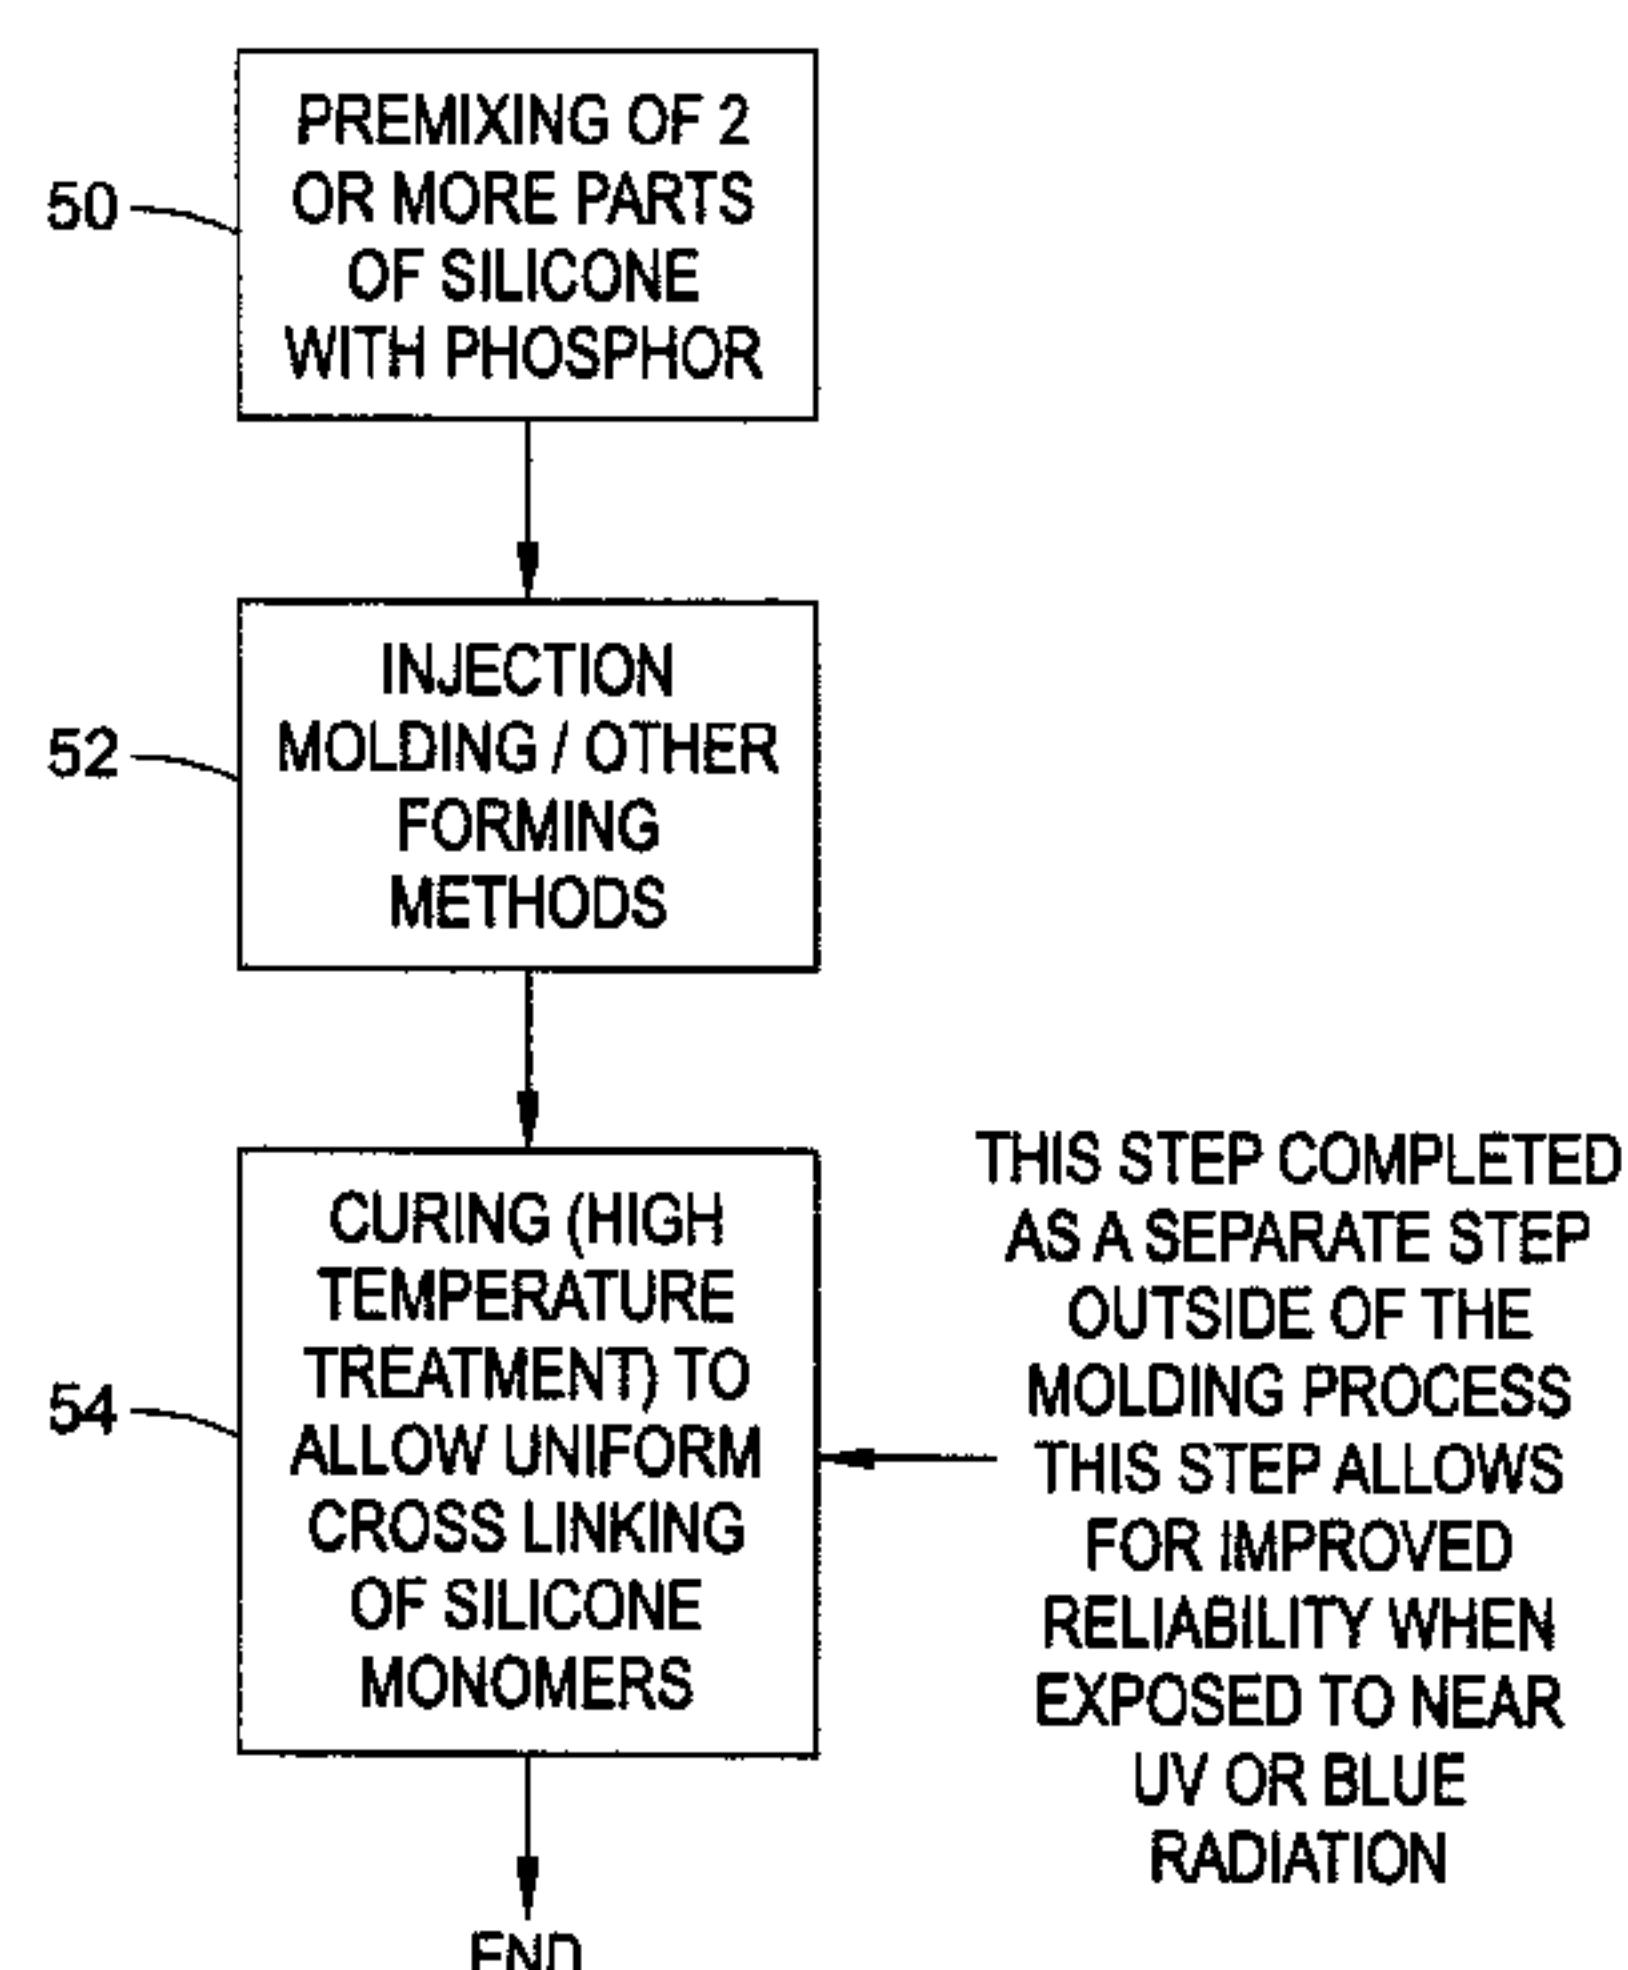 PREMIXING OF 2
OR MORE PARTS
OF SILICONE
WITH PHOSPHOR
50
INJECTION
MOLDING / OTHER
FORMING
METHODS
52
CURING (HIGH
TEMPERATURE
TREATMENT) TO
ALLOW UNIFORM
CROSS LINKING
OF SILICONE
MONOMERS
54
THIS STEP COMPLETED
AS A SEPARATE STEP
OUTSIDE OF THE
MOLDING PROCESS
THIS STEP ALLOWS
FOR IMPROVED
RELIABILITY WHEN
EXPOSED TO NEAR
UV OR BLUE
RADIATION
END